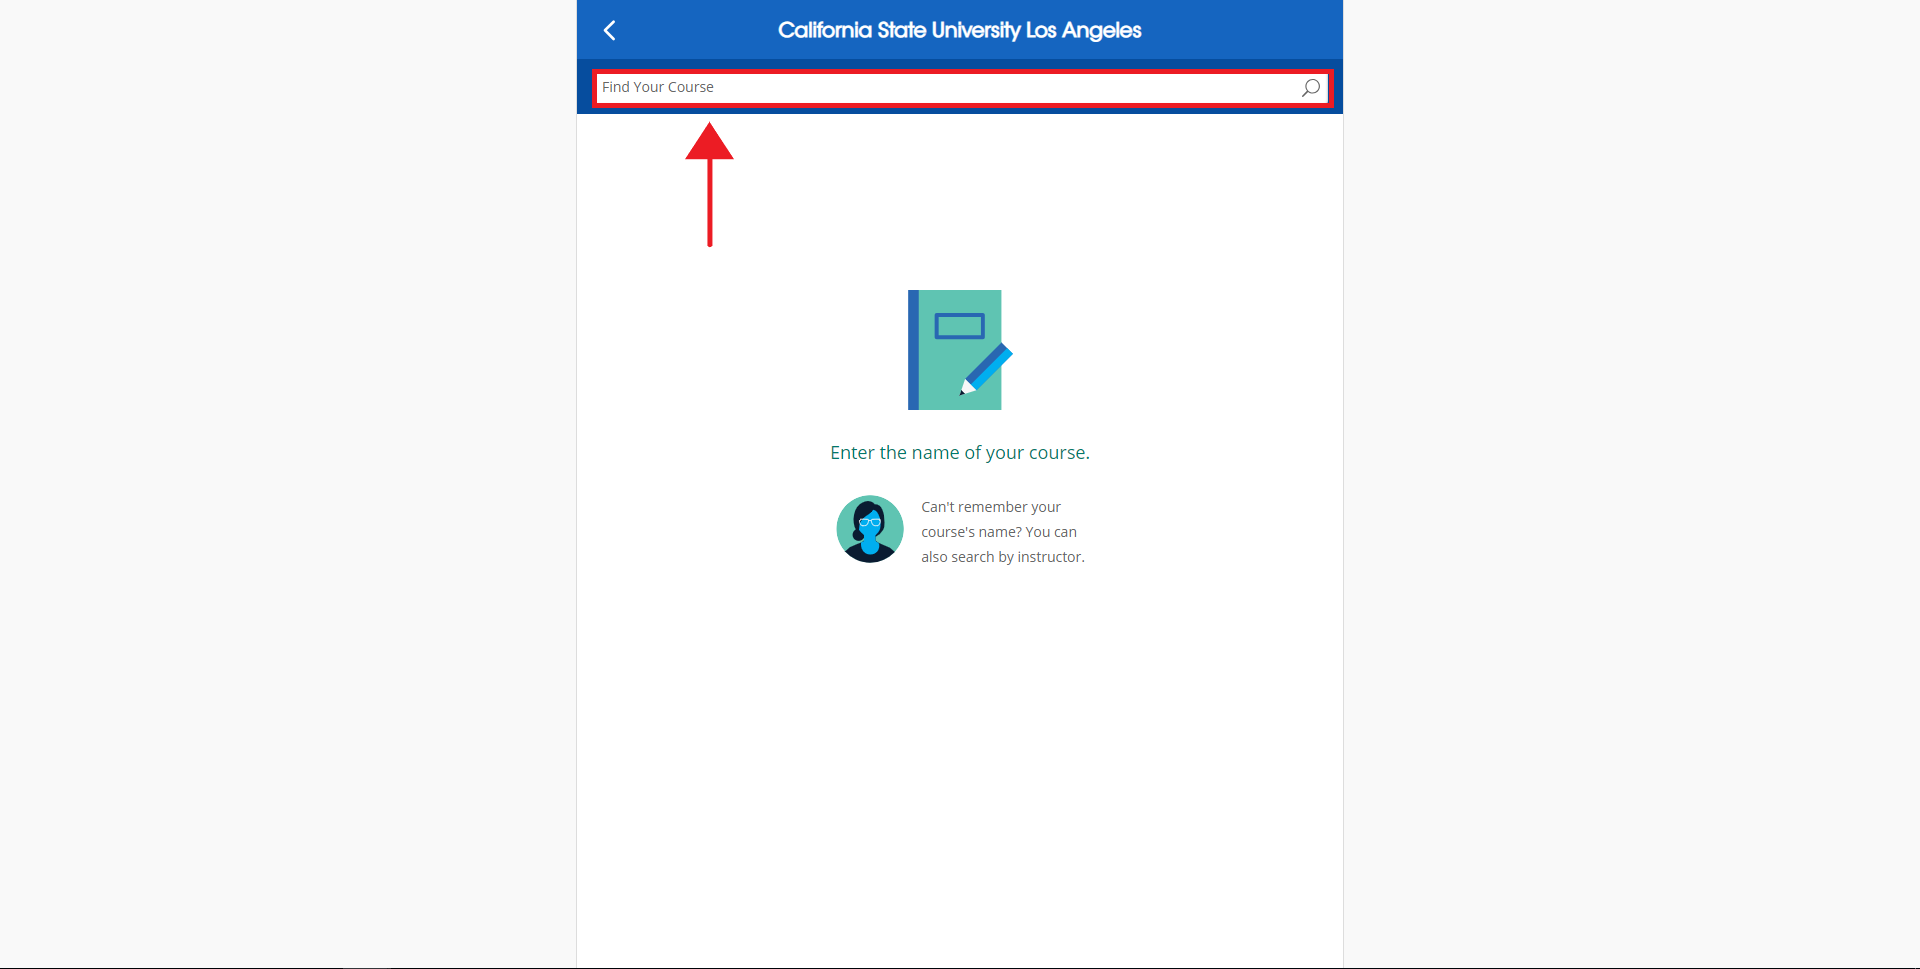 California State University Los Angeles
Find Your Course
Enter the name of your course.
Can't remember your
course's name? You can
also search by instructor.